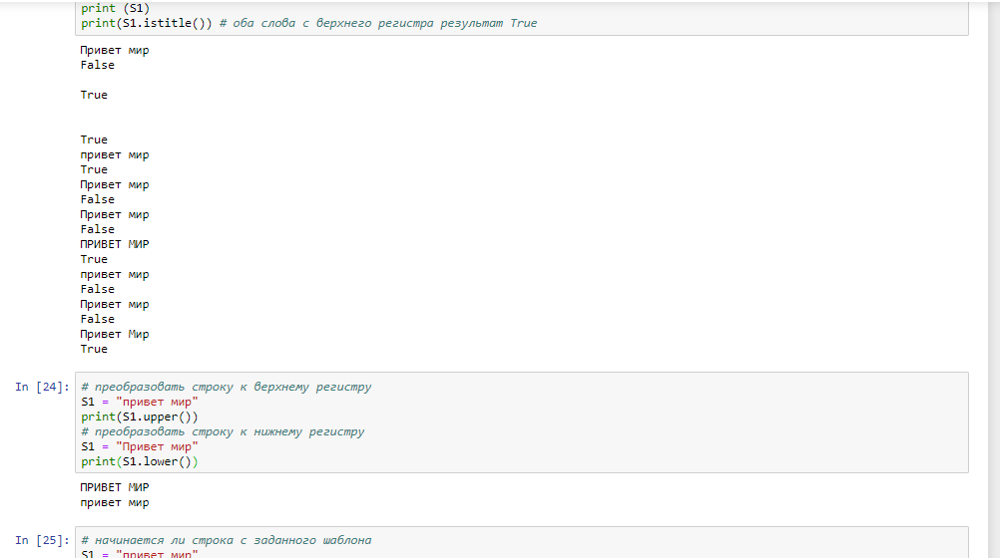 print (S1)
print(S1.istitle()) # оба слова с верхнего регистра результат True
Привет мир
False
True
True
привет мир
True
Привет мир
False
Привет мир
False
ПРИВЕТ МИР
True
привет мир
False
Привет мир
False
Привет Мир
True
In [24]: # преобразовать строку к верхнему регистру
S1 = "привет мир"
print(S1.upper())
# преобразовать строку к нижнему регистру
S1 = "Привет мир"
print(S1.lower())
ПРИВЕТ МИР
привет мир
In [25]: # начинается ли строка с заданного шаблона
S1 = "привет мир"